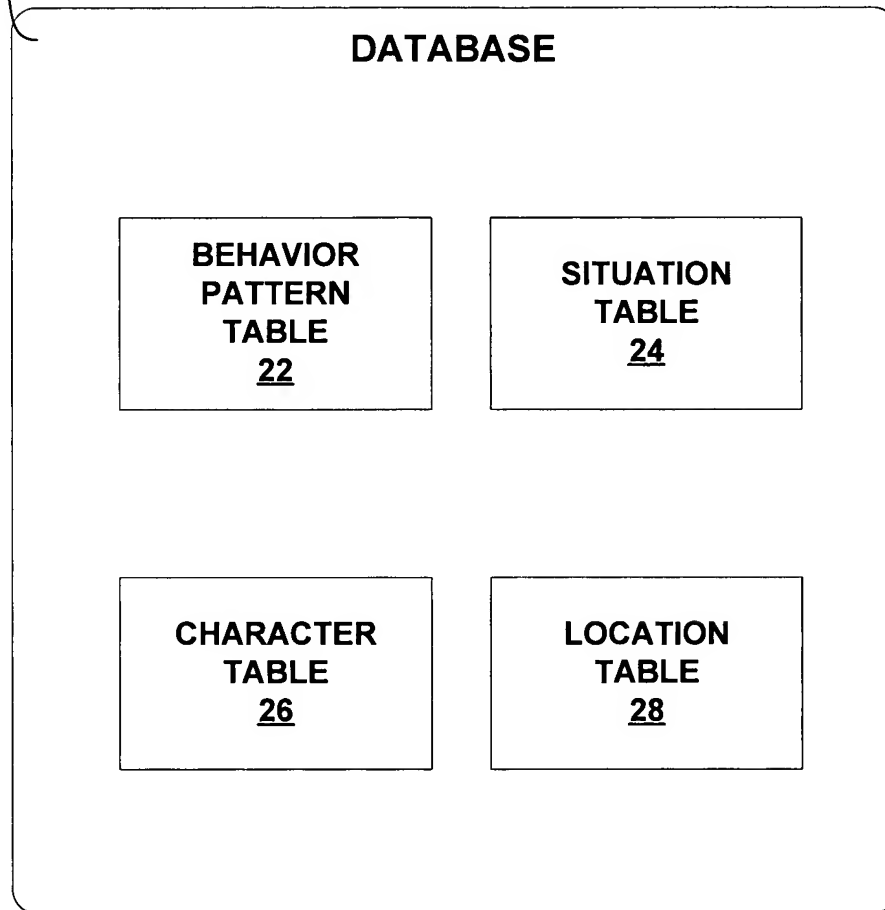 DATABASE
BEHAVIOR
PATTERN
TABLE
22
SITUATION
TABLE
24
CHARACTER
TABLE
26
LOCATION
TABLE
28